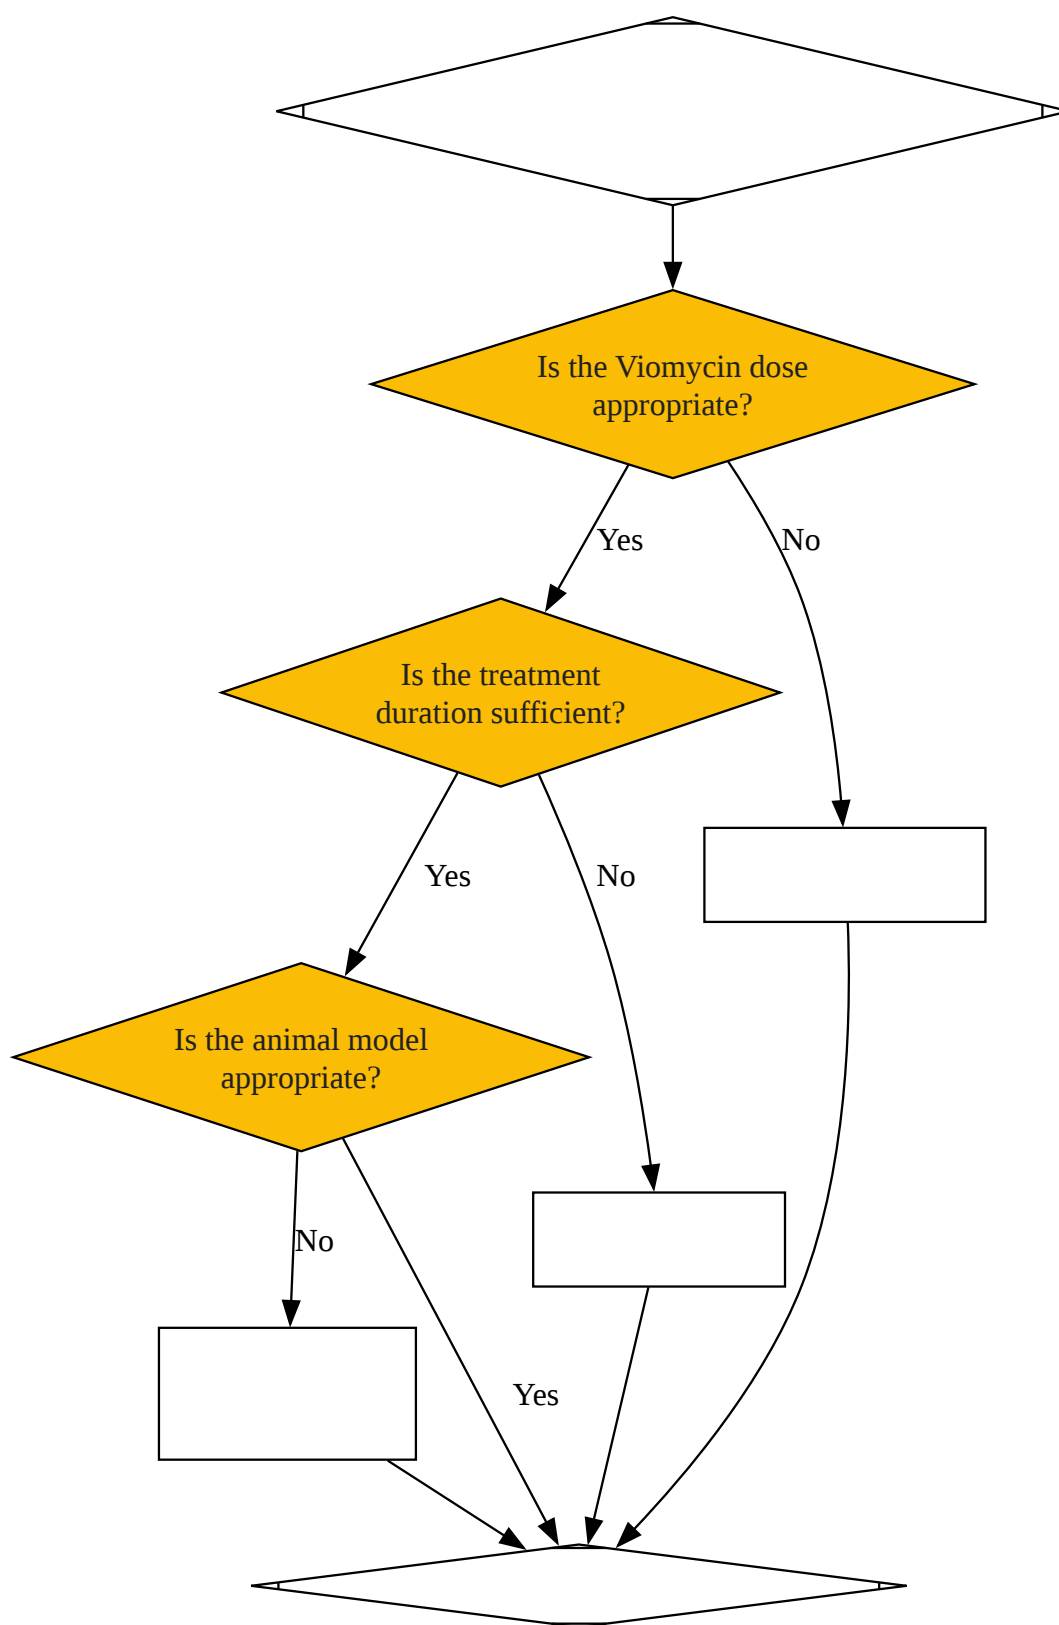 Is the Viomycin dose
appropriate?
Yes
No
Is the treatment
duration sufficient?
Yes
No
Is the animal model
appropriate?
No
Yes